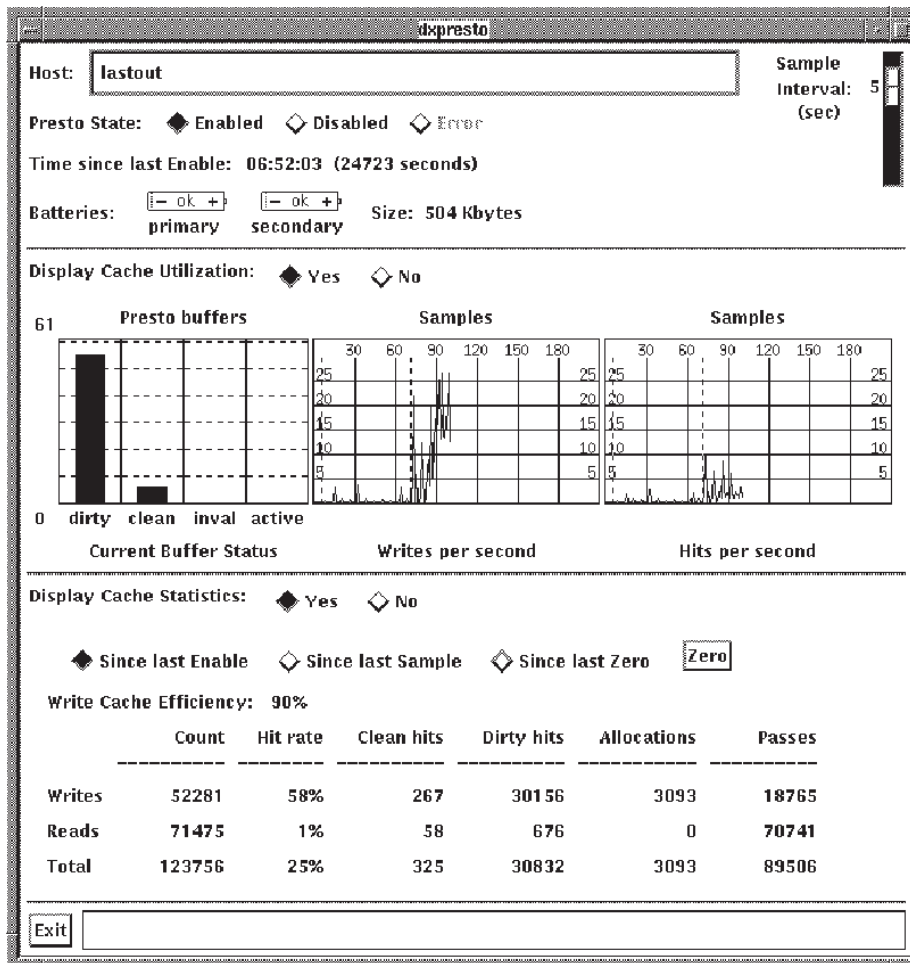 dxpresto
Host: lastout
Sample
Interval: 5
(sec)
Presto State: Enabled Disabled Error
Time since last Enable: 06:52:03 (24723 seconds)
Batteries: – ok + – ok + Size: 504 Kbytes
primary secondary
Display Cache Utilization: Yes No
61 Presto buffers Samples Samples
30 60 90 120 150 180 30 60 90 120 150 180
25 25 25 25
20 20 20 20
15 15 15 15
10 10 10 10
5 5 5 5
0 dirty clean inval active
Current Buffer Status Writes per second Hits per second
Display Cache Statistics: Yes No
Since last Enable Since last Sample Since last Zero Zero
Write Cache Efficiency: 90%
Count Hit rate Clean hits Dirty hits Allocations Passes
Writes 52281 58% 267 30156 3093 18765
Reads 71475 1% 58 676 0 70741
Total 123756 25% 325 30832 3093 89506
Exit